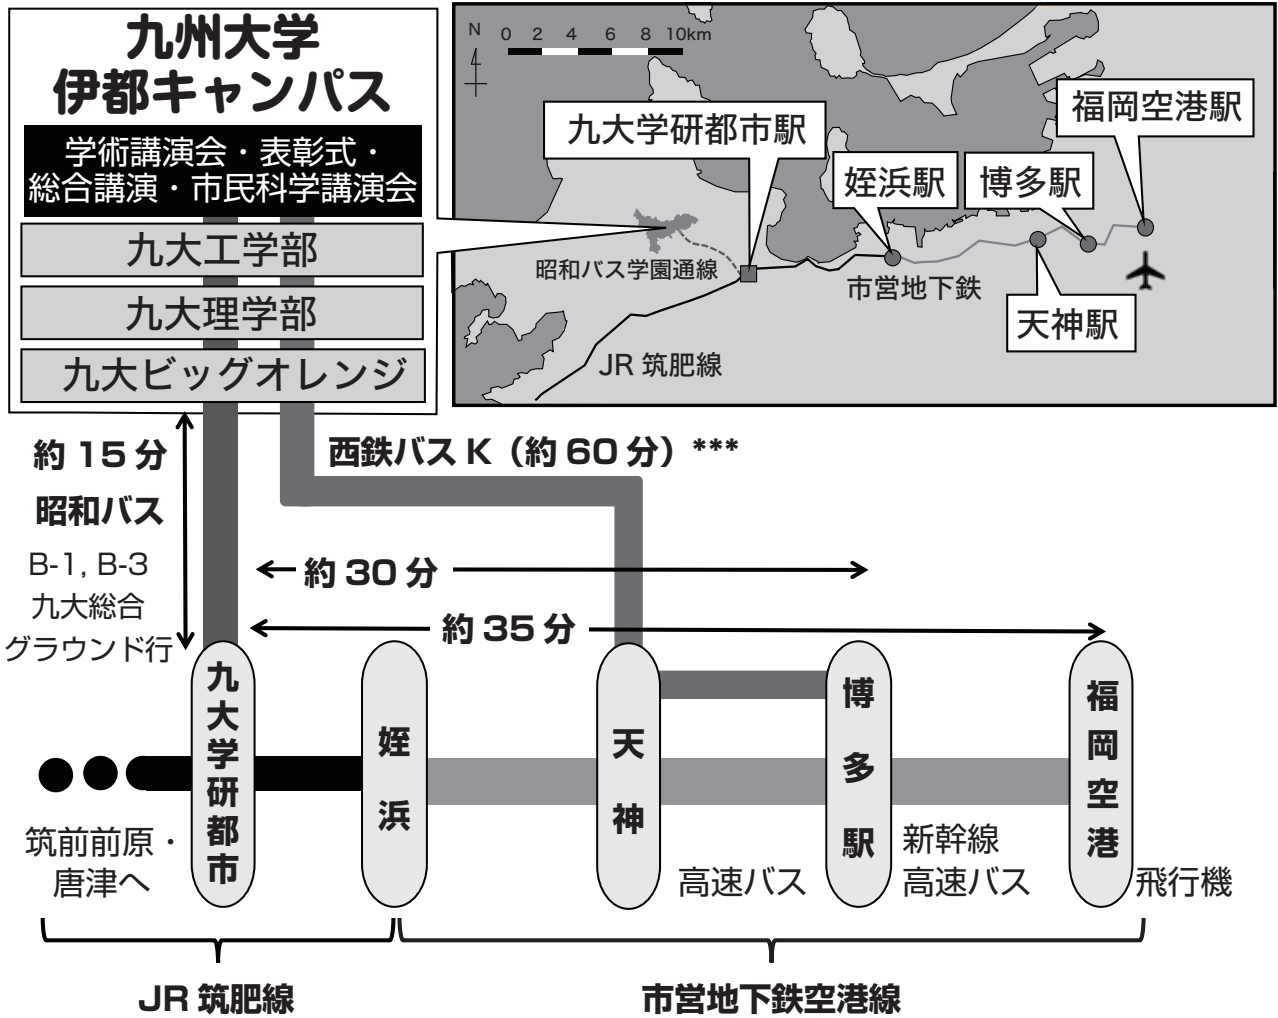 九州大学
伊都キャンパス
学術講演会・表彰式・
総合講演・市民科学講演会
九大工学部
九大理学部
九大ビッグオレンジ
N
0 2 4 6 8 10km
九大学研都市駅
福岡空港駅
姪浜駅
博多駅
昭和バス学園通線
市営地下鉄
天神駅
JR 筑肥線
約 15 分
昭和バス
B-1, B-3
九大総合
グラウンド行
西鉄バス K（約 60 分）***
約 30 分
約 35 分
九大学研都市
姪浜
天神
博多駅
福岡空港
筑前前原・
唐津へ
高速バス
新幹線
高速バス
飛行機
JR 筑肥線
市営地下鉄空港線